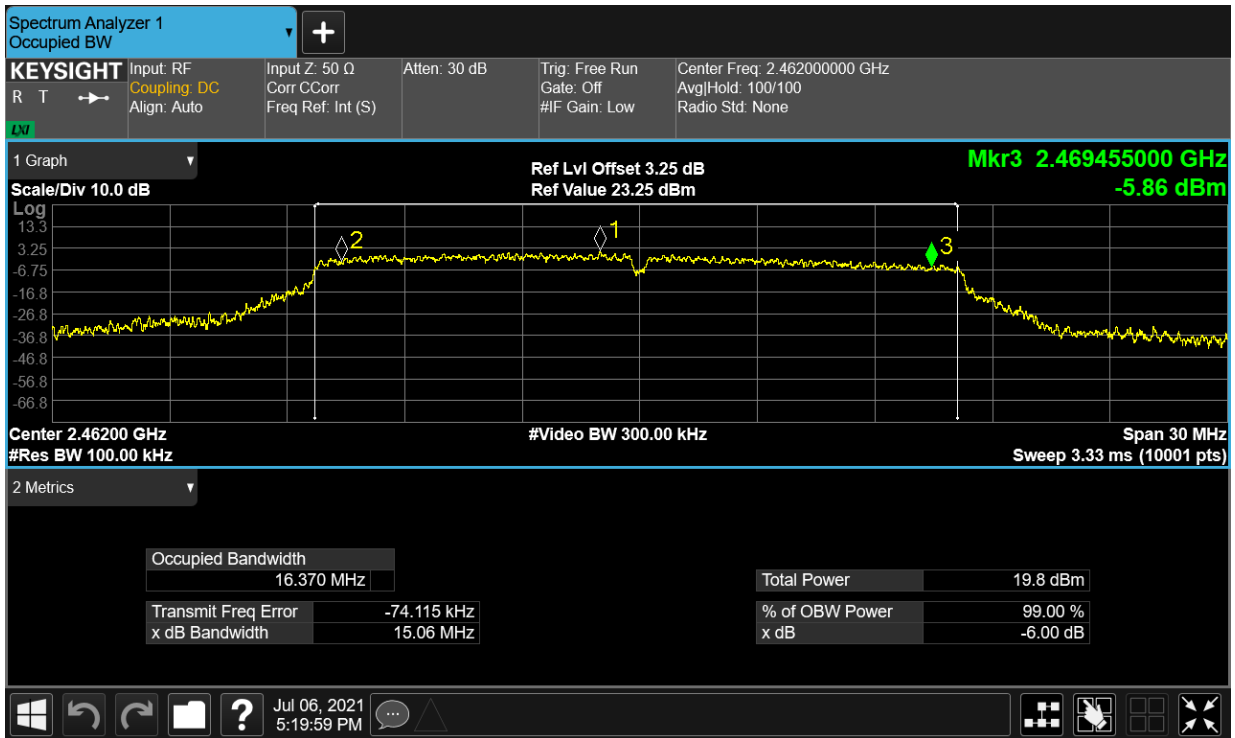 Spectrum Analyzer 1
Occupied BW
+
KEYSIGHT
R T
LXI
Input: RF
Coupling: DC
Align: Auto
Input Z: 50 Ω
Corr CCorr
Freq Ref: Int (S)
Atten: 30 dB
Trig: Free Run
Gate: Off
#IF Gain: Low
Center Freq: 2.462000000 GHz
Avg|Hold: 100/100
Radio Std: None
1 Graph
Scale/Div 10.0 dB
Ref Lvl Offset 3.25 dB
Ref Value 23.25 dBm
Mkr3 2.469455000 GHz
-5.86 dBm
Log
13.3
3.25
-6.75
-16.8
-26.8
-36.8
-46.8
-56.8
-66.8
2
1
3
Center 2.46200 GHz
#Video BW 300.00 kHz
Span 30 MHz
#Res BW 100.00 kHz
Sweep 3.33 ms (10001 pts)
2 Metrics
Occupied Bandwidth
16.370 MHz
Transmit Freq Error -74.115 kHz
x dB Bandwidth 15.06 MHz
Total Power 19.8 dBm
% of OBW Power 99.00 %
x dB -6.00 dB
?
Jul 06, 2021
5:19:59 PM